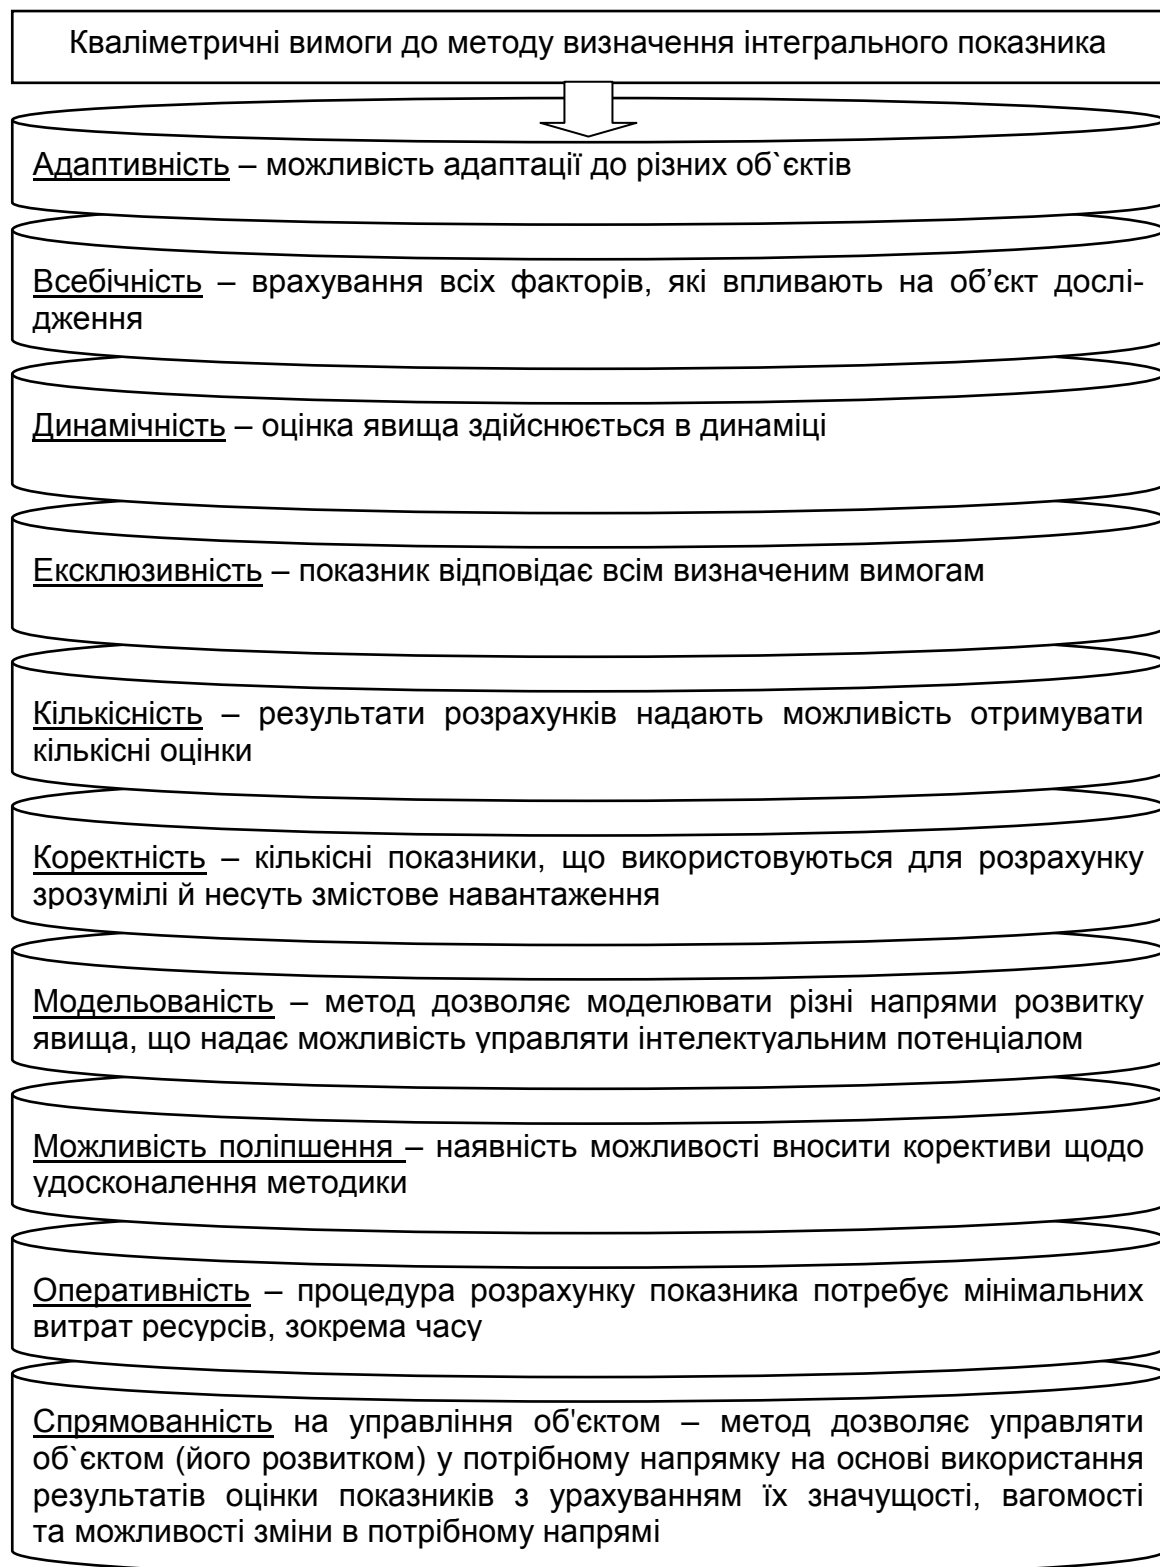 Кваліметричні вимоги до методу визначення інтегрального показника
Адаптивність – можливість адаптації до різних об`єктів
Всебічність – врахування всіх факторів, які впливають на об’єкт дослі-
дження
Динамічність – оцінка явища здійснюється в динаміці
Ексклюзивність – показник відповідає всім визначеним вимогам
Кількісність – результати розрахунків надають можливість отримувати
кількісні оцінки
Коректність – кількісні показники, що використовуються для розрахунку
зрозумілі й несуть змістове навантаження
Модельованість – метод дозволяє моделювати різні напрями розвитку
явища, що надає можливість управляти інтелектуальним потенціалом
Можливість поліпшення – наявність можливості вносити корективи щодо
удосконалення методики
Оперативність – процедура розрахунку показника потребує мінімальних
витрат ресурсів, зокрема часу
Спрямованність на управління об'єктом – метод дозволяє управляти
об`єктом (його розвитком) у потрібному напрямку на основі використання
результатів оцінки показників з урахуванням їх значущості, вагомості
та можливості зміни в потрібному напрямі